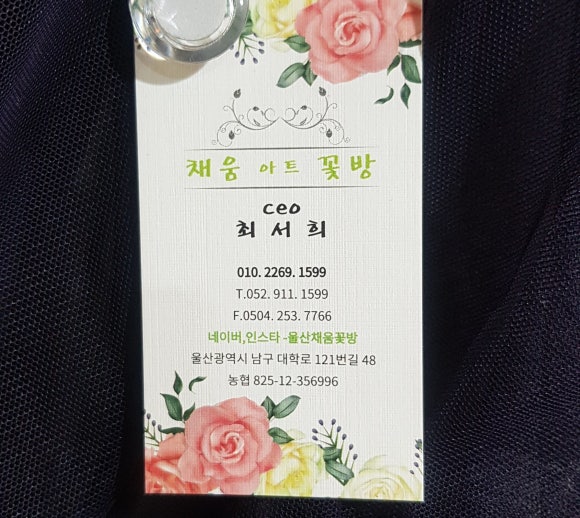 채움 아트 꽃방
ceo
최 서 희
010. 2269. 1599
T.052. 911. 1599
F.0504. 253. 7766
네이버,인스타 -울산채움꽃방
울산광역시 남구 대학로 121번길 48
농협 825-12-356996